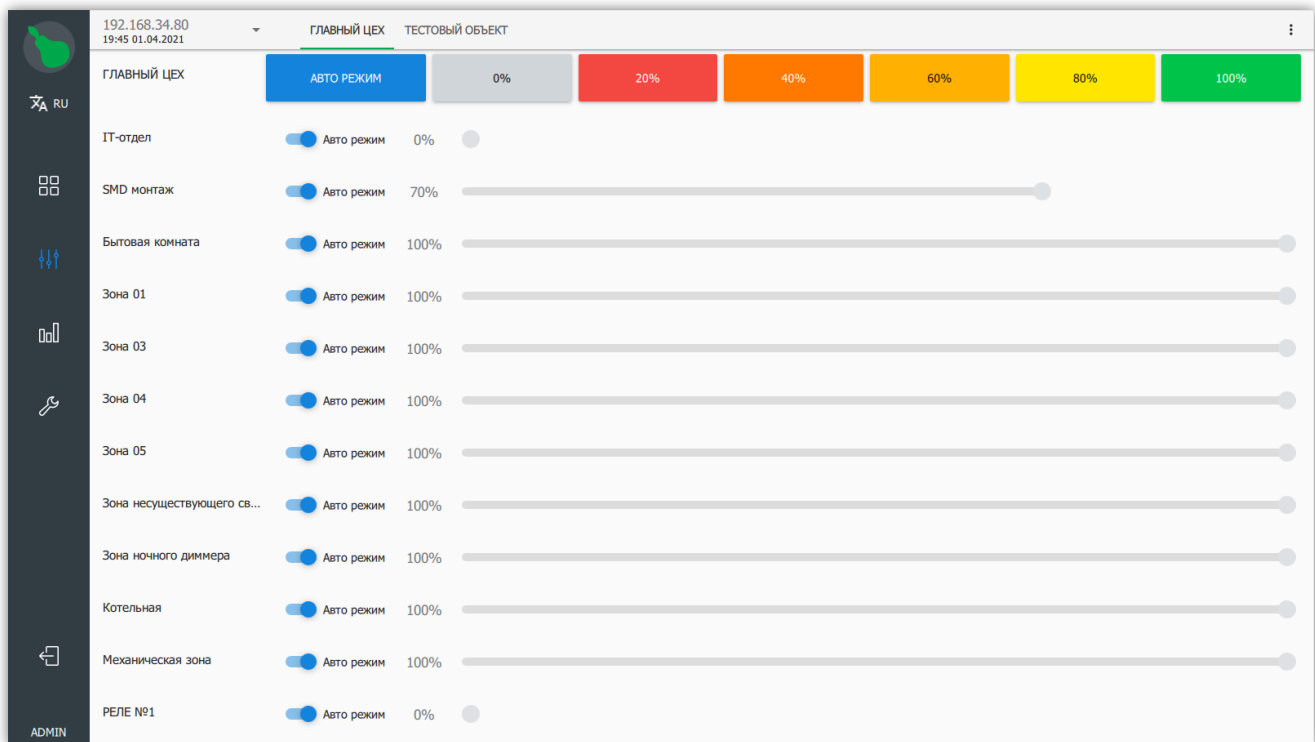 192.168.34.80
19:45 01.04.2021
ГЛАВНЫЙ ЦЕХ ТЕСТОВЫЙ ОБЪЕКТ
RU
ГЛАВНЫЙ ЦЕХ АВТО РЕЖИМ 0% 20% 40% 60% 80% 100%
IT-отдел Авто режим 0%
SMD монтаж Авто режим 70%
Бытовая комната Авто режим 100%
Зона 01 Авто режим 100%
Зона 03 Авто режим 100%
Зона 04 Авто режим 100%
Зона 05 Авто режим 100%
Зона несуществующего св... Авто режим 100%
Зона ночного диммера Авто режим 100%
Котельная Авто режим 100%
Механическая зона Авто режим 100%
РЕЛЕ №1 Авто режим 0%
ADMIN